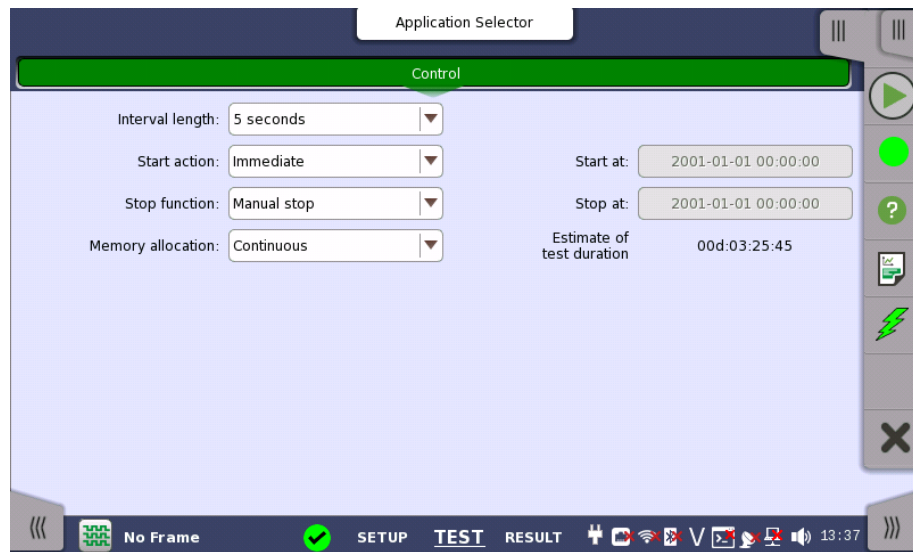 Application Selector
Control
Interval length: 5 seconds
Start action: Immediate Start at: 2001-01-01 00:00:00
Stop function: Manual stop Stop at: 2001-01-01 00:00:00
Memory allocation: Continuous Estimate of test duration 00d:03:25:45
No Frame SETUP TEST RESULT 13:37